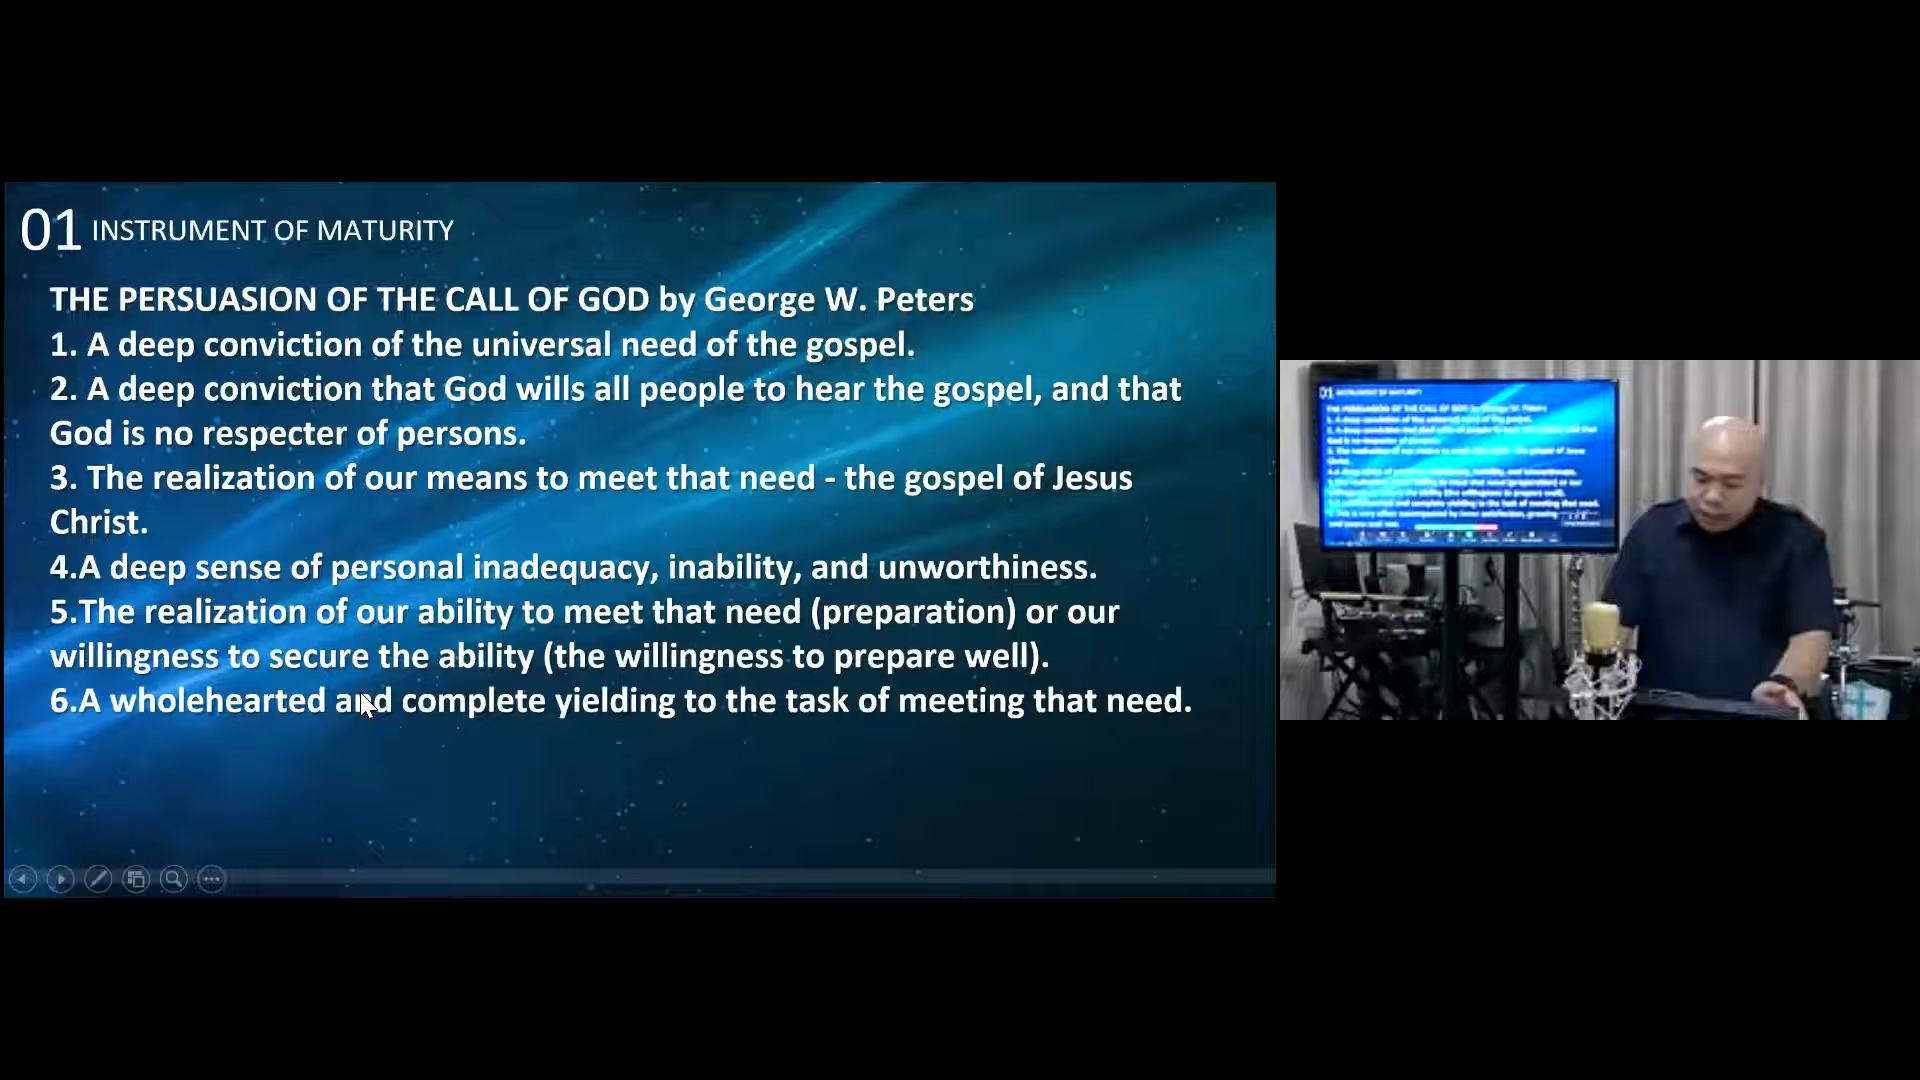 01 INSTRUMENT OF MATURITY
THE PERSUASION OF THE CALL OF GOD by George W. Peters
1. A deep conviction of the universal need of the gospel.
2. A deep conviction that God wills all people to hear the gospel, and that
God is no respecter of persons.
3. The realization of our means to meet that need - the gospel of Jesus
Christ.
4.A deep sense of personal inadequacy, inability, and unworthiness.
5.The realization of our ability to meet that need (preparation) or our
willingness to secure the ability (the willingness to prepare well).
6.A wholehearted and complete yielding to the task of meeting that need.
01 INSTRUMENT OF MATURITY